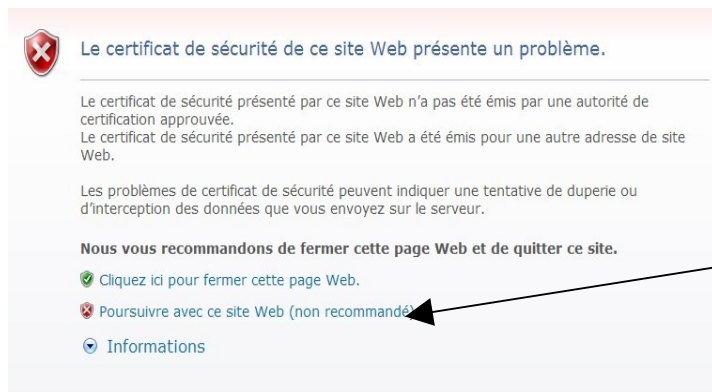 Le certificat de sécurité de ce site Web présente un problème.
Le certificat de sécurité présenté par ce site Web n'a pas été émis par une autorité de
certification approuvée.
Le certificat de sécurité présenté par ce site Web a été émis pour une autre adresse de site
Web.
Les problèmes de certificat de sécurité peuvent indiquer une tentative de duperie ou
d'interception des données que vous envoyez sur le serveur.
Nous vous recommandons de fermer cette page Web et de quitter ce site.
Cliquez ici pour fermer cette page Web.
Poursuivre avec ce site Web (non recommandé)
Informations